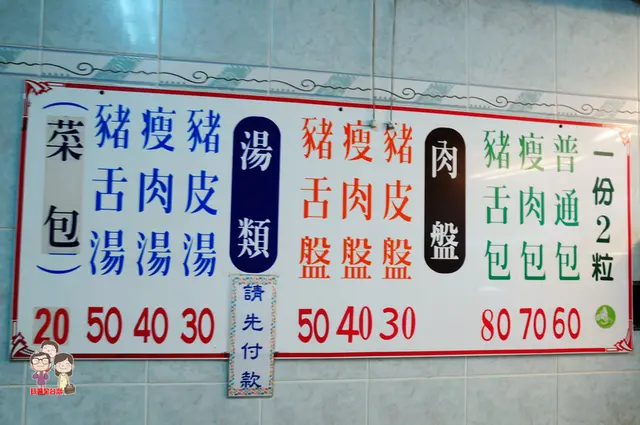 一份2粒
普通包 60
瘦肉包 70
豬舌包 80
肉盤
豬皮盤 30
瘦肉盤 40
豬舌盤 50
湯類
請先付款
豬皮湯 30
瘦肉湯 40
豬舌湯 50
(菜包) 20